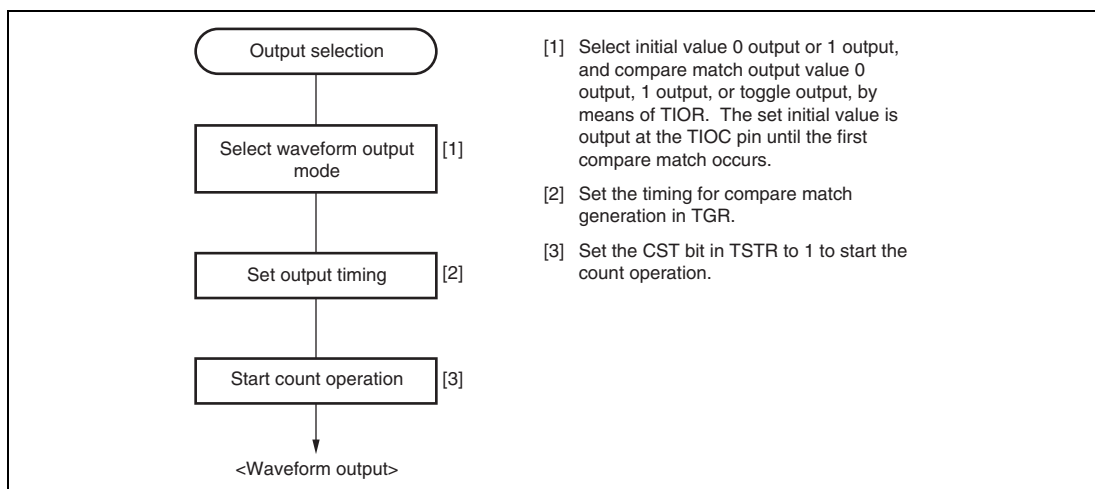 Output selection
Select waveform output
mode
[1]
Set output timing
[2]
Start count operation
[3]
<Waveform output>
[1] Select initial value 0 output or 1 output,
and compare match output value 0
output, 1 output, or toggle output, by
means of TIOR. The set initial value is
output at the TIOC pin until the first
compare match occurs.
[2] Set the timing for compare match
generation in TGR.
[3] Set the CST bit in TSTR to 1 to start the
count operation.